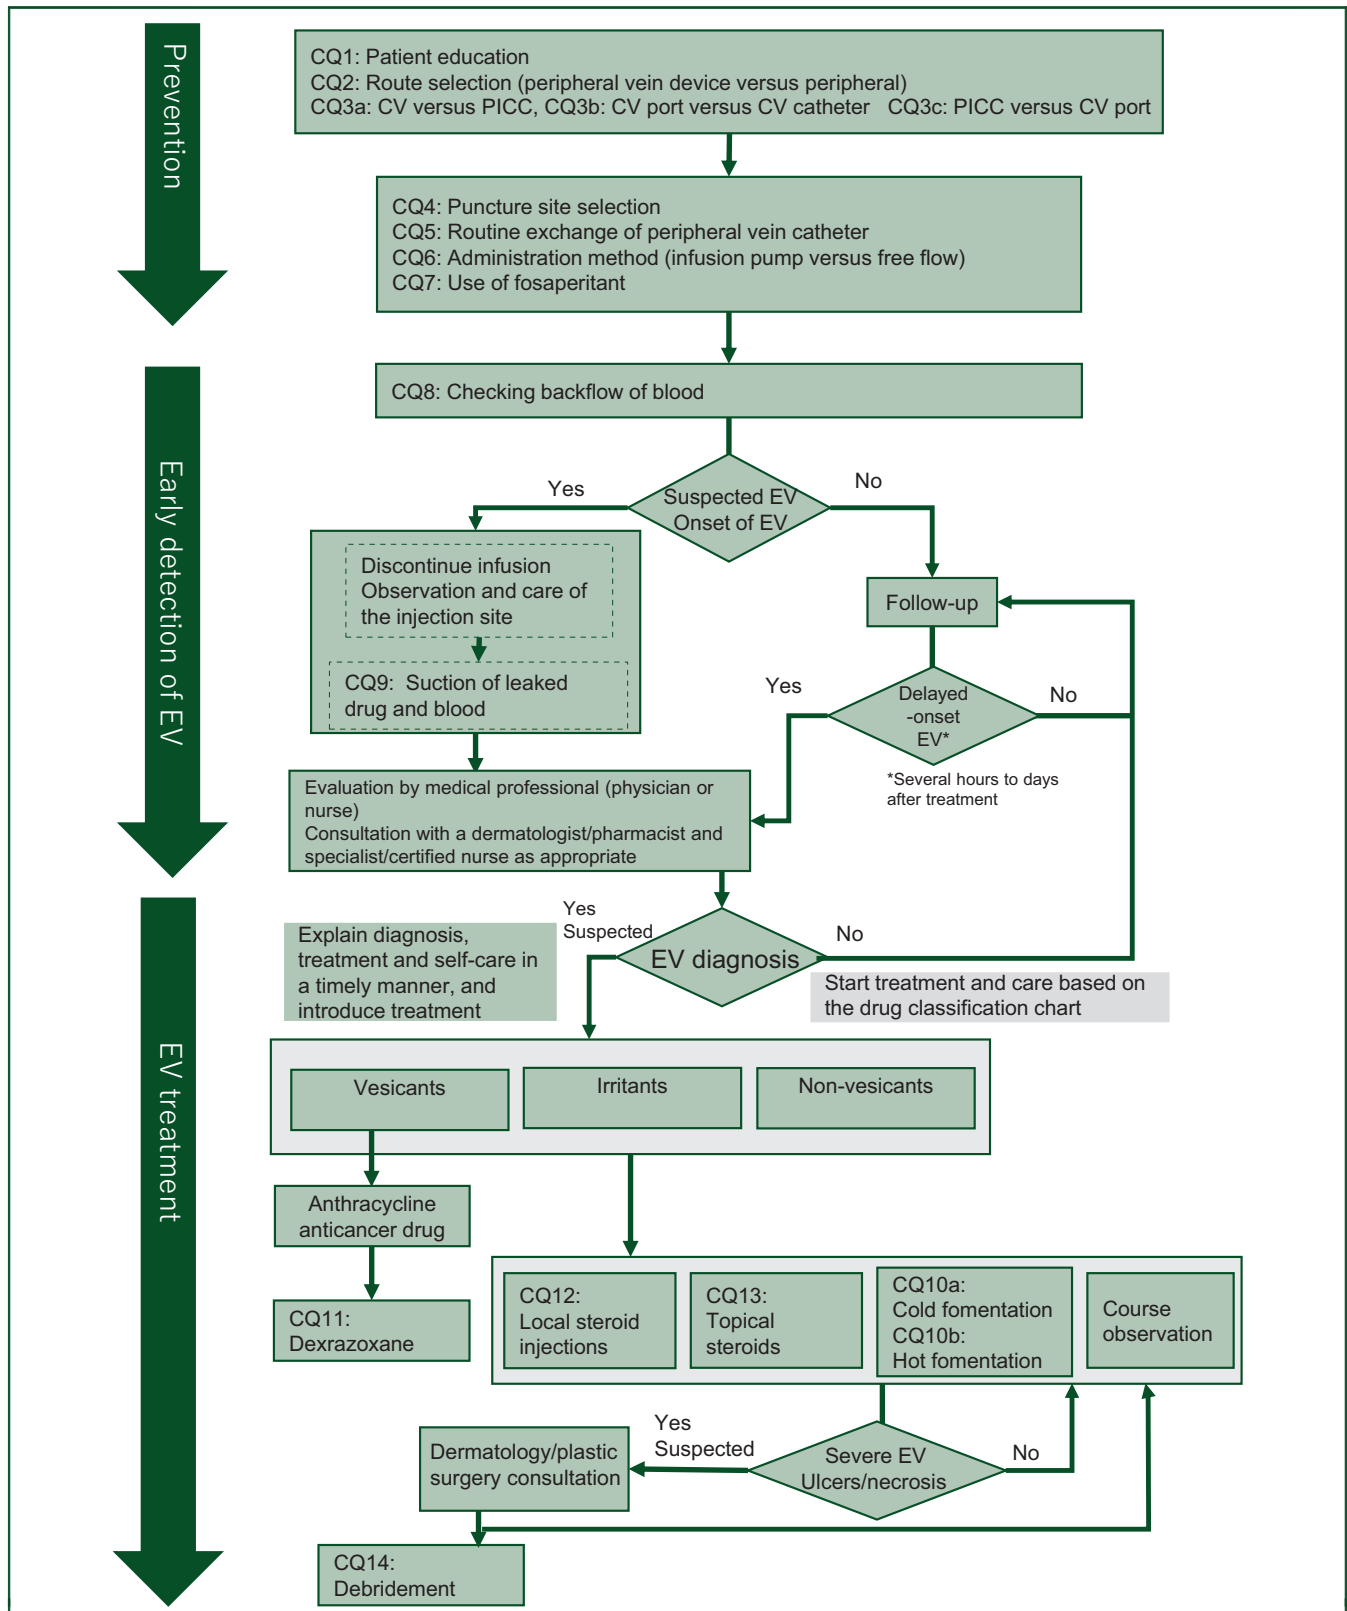 Prevention
CQ1: Patient education
CQ2: Route selection (peripheral vein device versus peripheral)
CQ3a: CV versus PICC, CQ3b: CV port versus CV catheter   CQ3c: PICC versus CV port
CQ4: Puncture site selection
CQ5: Routine exchange of peripheral vein catheter
CQ6: Administration method (infusion pump versus free flow)
CQ7: Use of fosaperitant
Early detection of EV
CQ8: Checking backflow of blood
Suspected EV
Onset of EV
Yes
No
Discontinue infusion
Observation and care of
the injection site
CQ9:  Suction of leaked
drug and blood
Follow-up
Delayed
-onset
EV*
Yes
No
*Several hours to days
after treatment
Evaluation by medical professional (physician or
nurse)
Consultation with a dermatologist/pharmacist and
specialist/certified nurse as appropriate
EV treatment
EV diagnosis
Yes
Suspected
No
Explain diagnosis,
treatment and self-care in
a timely manner, and
introduce treatment
Start treatment and care based on
the drug classification chart
Vesicants
Irritants
Non-vesicants
Anthracycline
anticancer drug
CQ11:
Dexrazoxane
CQ12:
Local steroid
injections
CQ13:
Topical
steroids
CQ10a:
Cold fomentation
CQ10b:
Hot fomentation
Course
observation
Severe EV
Ulcers/necrosis
Yes
Suspected
No
Dermatology/plastic
surgery consultation
CQ14:
Debridement